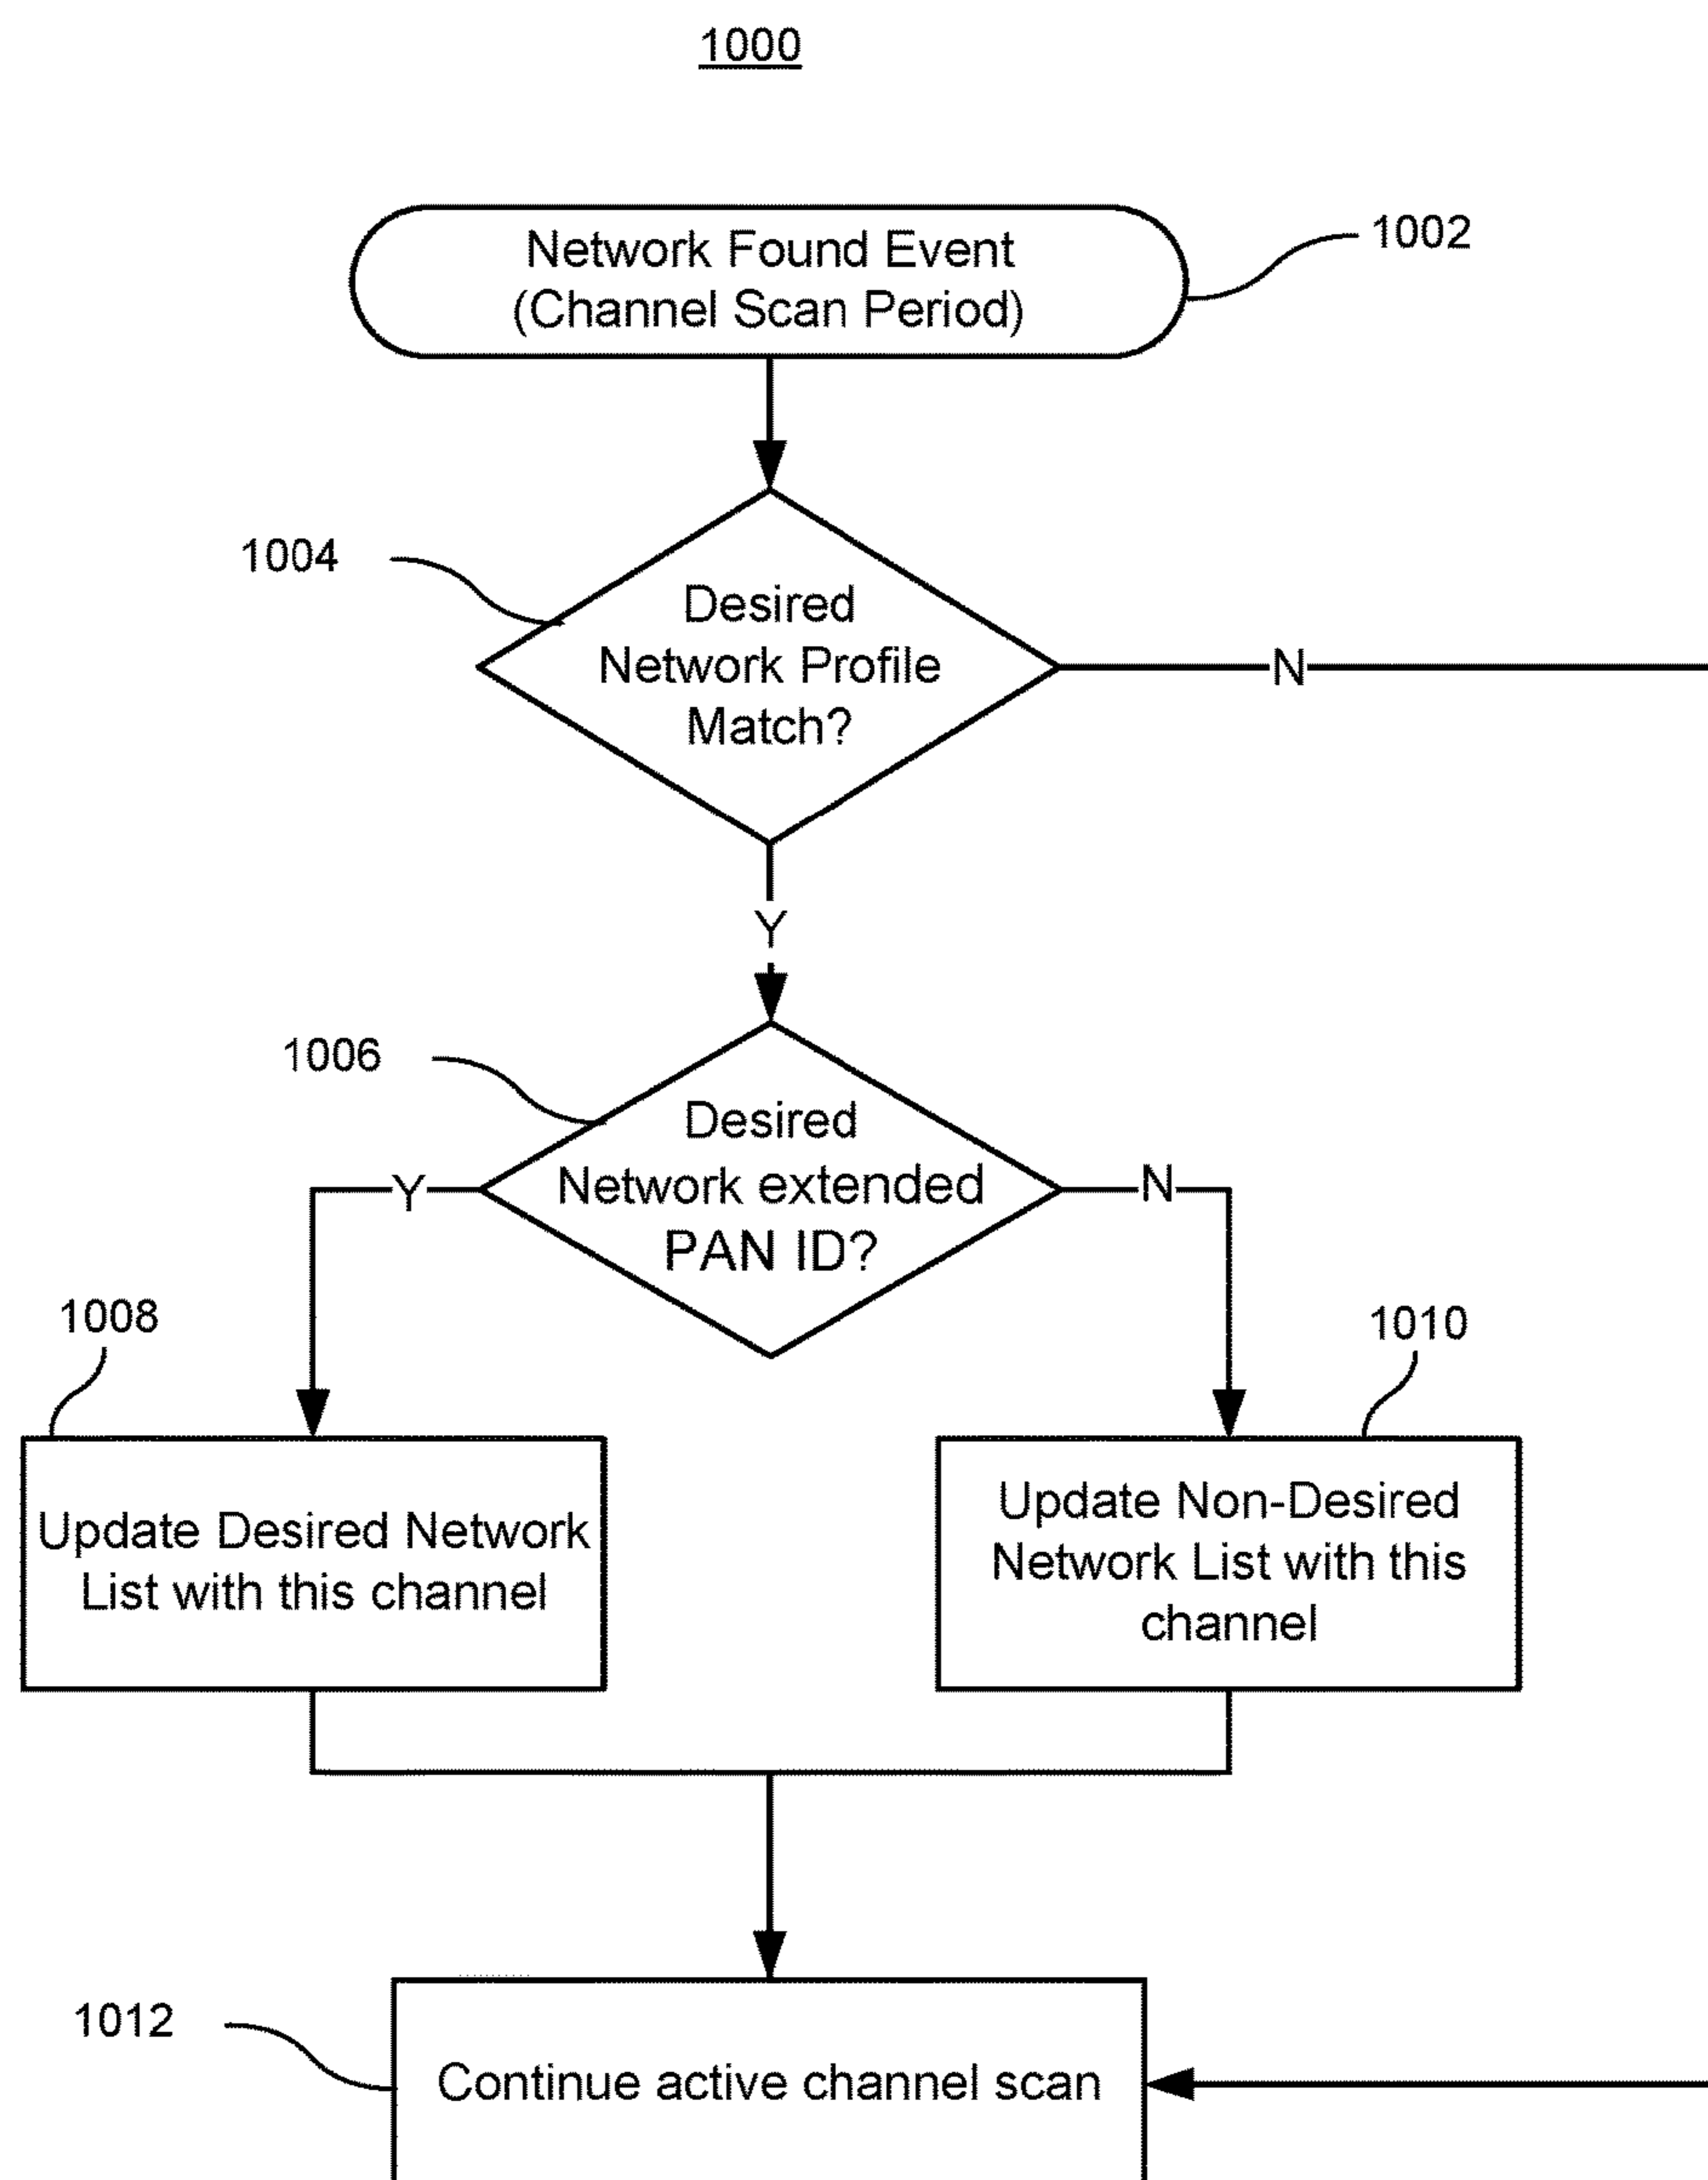 1000
Network Found Event
(Channel Scan Period)
1002
1004
Desired
Network Profile
Match?
N
Y
1006
Desired
Network extended
PAN ID?
Y
N
1008
1010
Update Desired Network
List with this channel
Update Non-Desired
Network List with this
channel
1012
Continue active channel scan